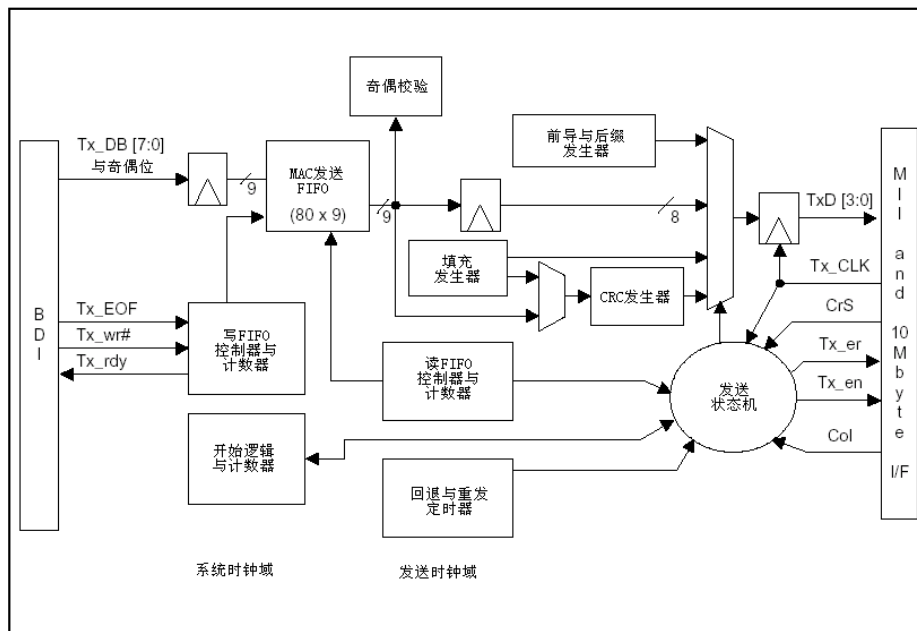 奇偶校验
Tx_DB [7:0]
与奇偶位
前导与后缀
发生器
MAC发送
FIFO
(80 x 9)
9
9
8
TxD [3:0]
填充
发生器
CRC发生器
Tx_CLK
CrS
Tx_er
Tx_en
Col
BDI
Tx_EOF
Tx_wr#
Tx_rdy
写FIFO
控制器与
计数器
读FIFO
控制器与
计数器
发送
状态机
开始逻辑
与计数器
回退与重发
定时器
MII and 10Mbyte I/F
系统时钟域
发送时钟域